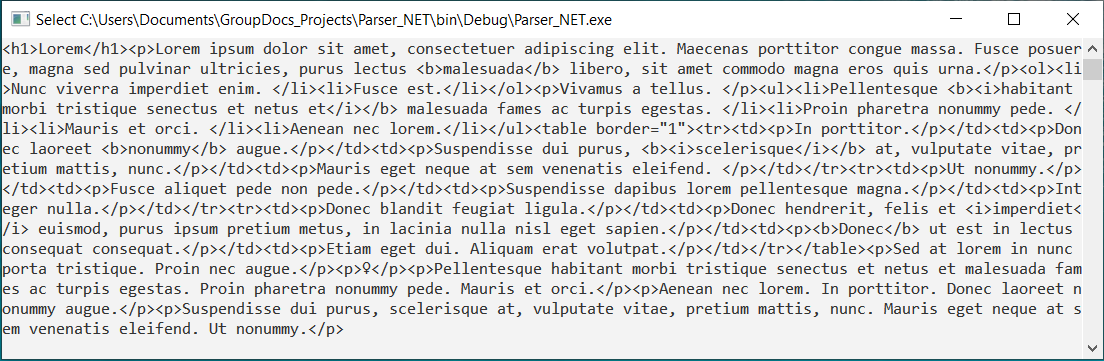 Select C:\Users\Documents\GroupDocs_Projects\Parser_NET\bin\Debug\Parser_NET.exe
<h1>Lorem</h1><p>Lorem ipsum dolor sit amet, consectetuer adipiscing elit. Maecenas porttitor congue massa. Fusce posuer
e, magna sed pulvinar ultricies, purus lectus <b>malesuada</b> libero, sit amet commodo magna eros quis urna.</p><ol><li
>Nunc viverra imperdiet enim. </li><li>Fusce est.</li></ol><p>Vivamus a tellus. </p><ul><li>Pellentesque <b><i>habitant
morbi tristique senectus et netus et</i></b> malesuada fames ac turpis egestas. </li><li>Proin pharetra nonummy pede. </
li><li>Mauris et orci. </li><li>Aenean nec lorem.</li></ul><table border="1"><tr><td><p>In porttitor.</p></td><td><p>Don
ec laoreet <b>nonummy</b> augue.</p></td><td><p>Suspendisse dui purus, <b><i>scelerisque</i></b> at, vulputate vitae, pr
etium mattis, nunc.</p></td><td><p>Mauris eget neque at sem venenatis eleifend. </p></td></tr><tr><td><p>Ut nonummy.</p>
</td><td><p>Fusce aliquet pede non pede.</p></td><td><p>Suspendisse dapibus lorem pellentesque magna.</p></td><td><p>Int
eger nulla.</p></td></tr><tr><td><p>Donec blandit feugiat ligula.</p></td><td><p>Donec hendrerit, felis et <i>imperdiet<
/i> euismod, purus ipsum pretium metus, in lacinia nulla nisl eget sapien.</p></td><td><p><b>Donec</b> ut est in lectus
consequat consequat.</p></td><td><p>Etiam eget dui. Aliquam erat volutpat.</p></td></tr></table><p>Sed at lorem in nunc
porta tristique. Proin nec augue.</p><p>♀</p><p>Pellentesque habitant morbi tristique senectus et netus et malesuada fam
es ac turpis egestas. Proin pharetra nonummy pede. Mauris et orci.</p><p>Aenean nec lorem. In porttitor. Donec laoreet n
onummy augue.</p><p>Suspendisse dui purus, scelerisque at, vulputate vitae, pretium mattis, nunc. Mauris eget neque at s
em venenatis eleifend. Ut nonummy.</p>